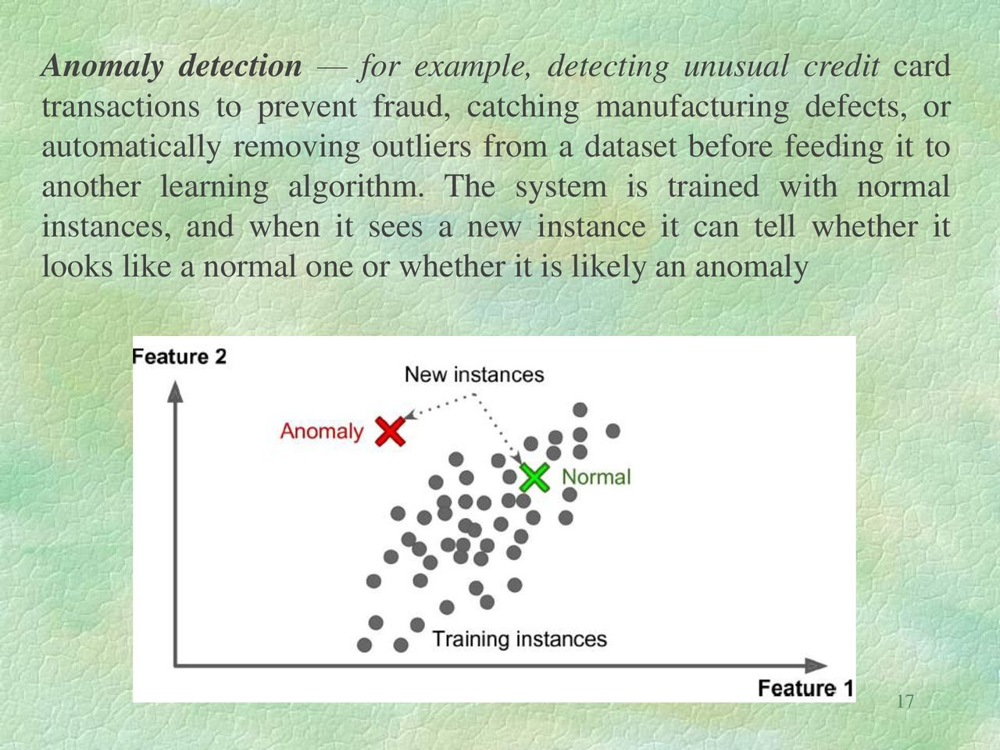 Anomaly detection — for example, detecting unusual credit card
transactions to prevent fraud, catching manufacturing defects, or
automatically removing outliers from a dataset before feeding it to
another learning algorithm. The system is trained with normal
instances, and when it sees a new instance it can tell whether it
looks like a normal one or whether it is likely an anomaly
Feature 2
New instances
Anomaly
Normal
Training instances
Feature 1
17